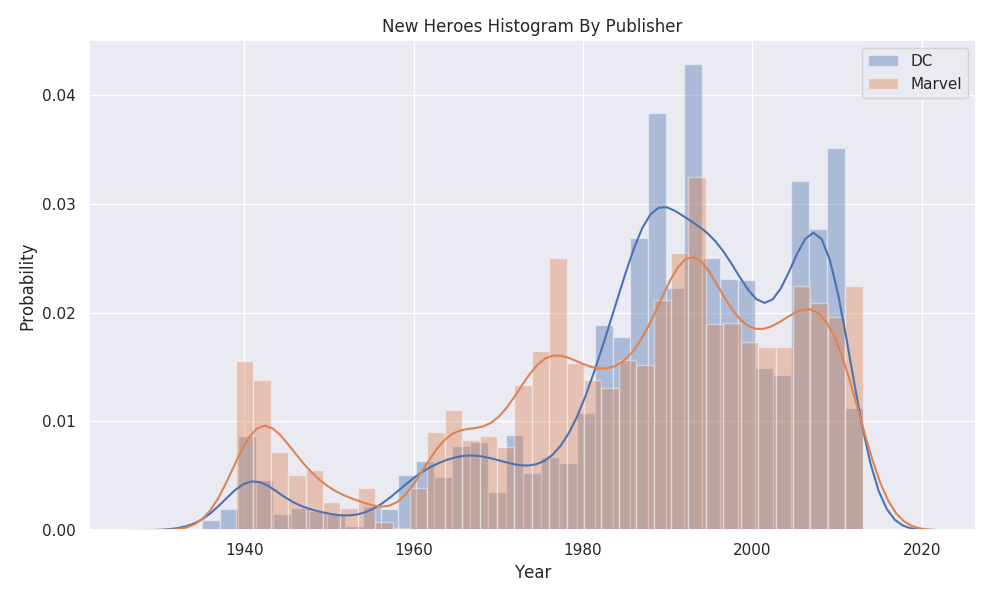 New Heroes Histogram By Publisher
DC
Marvel
Probability
0.04
0.03
0.02
0.01
0.00
1940 1960 1980 2000 2020
Year